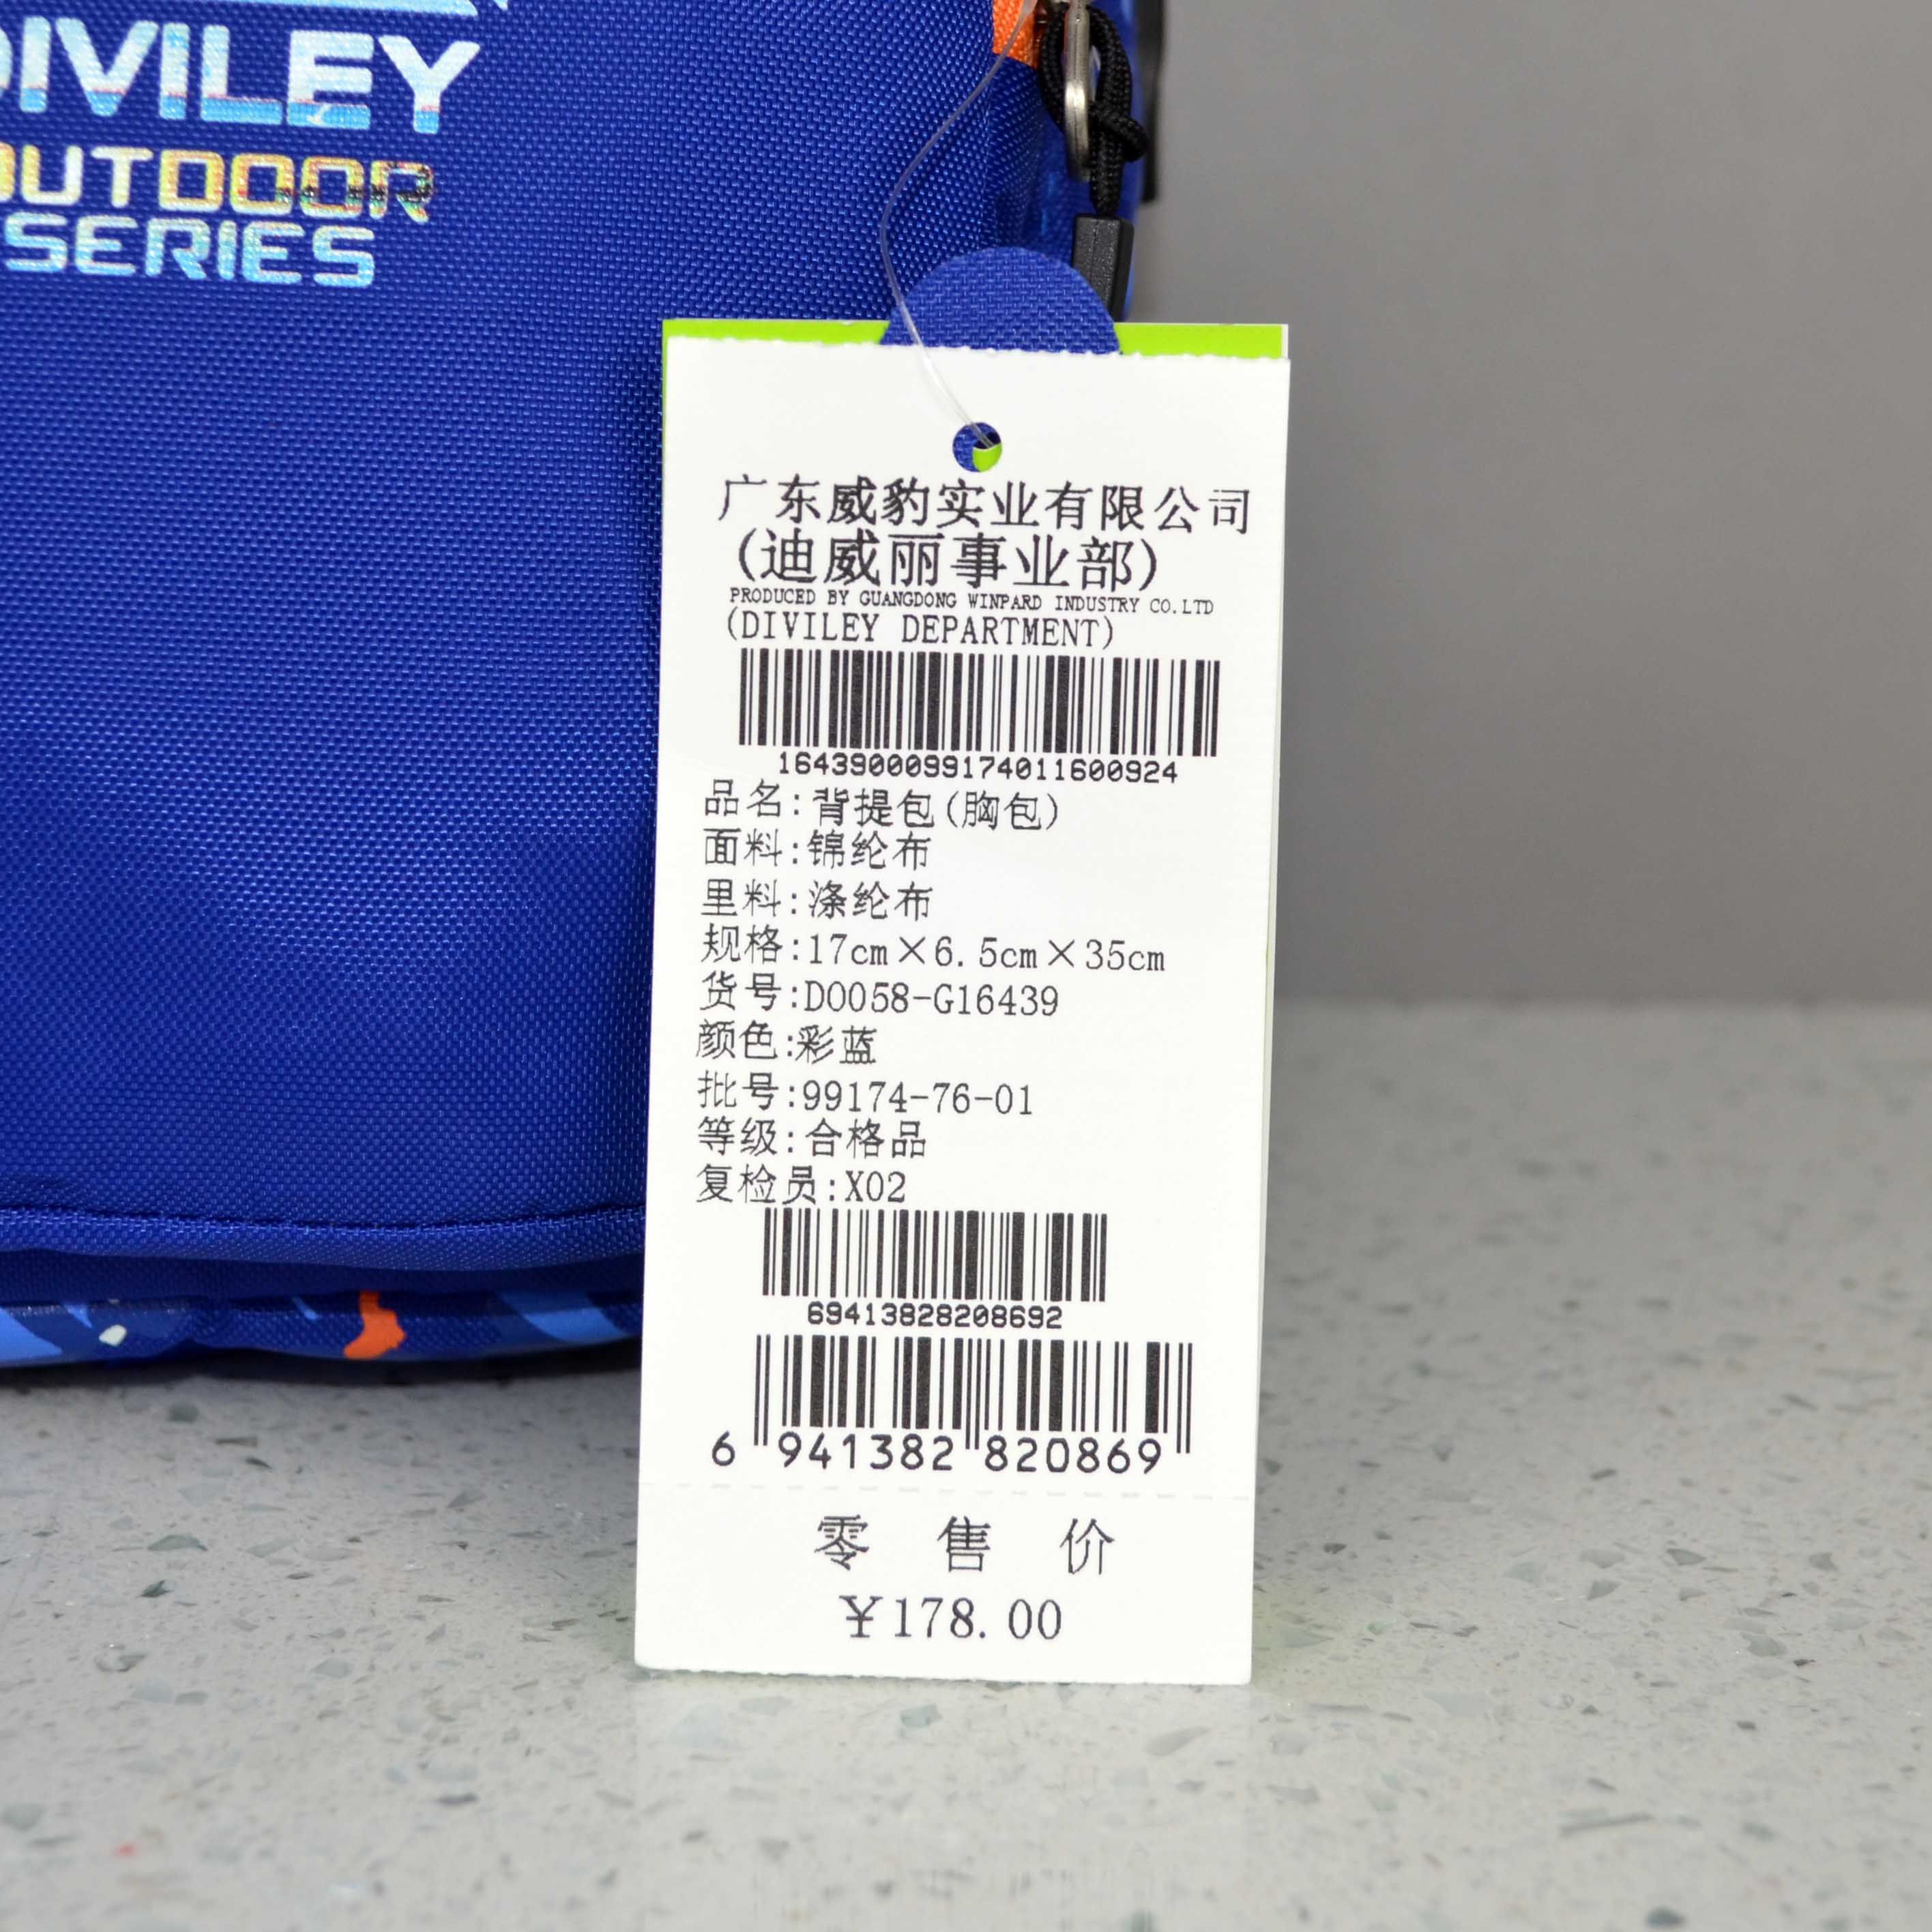 DIVILEY
OUTDOOR
SERIES
广东威豹实业有限公司
(迪威丽事业部)
PRODUCED BY GUANGDONG WINPARD INDUSTRY CO.LTD
(DIVILEY DEPARTMENT)
16439000991740116009​24
品名:背提包(胸包)
面料:锦纶布
里料:涤纶布
规格:17cm×6.5cm×35cm
货号:D0058-G16439
颜色:彩蓝
批号:99174-76-01
等级:合格品
复检员:X02
69413828208692
6 941382 820869
零 售 价
¥178.00